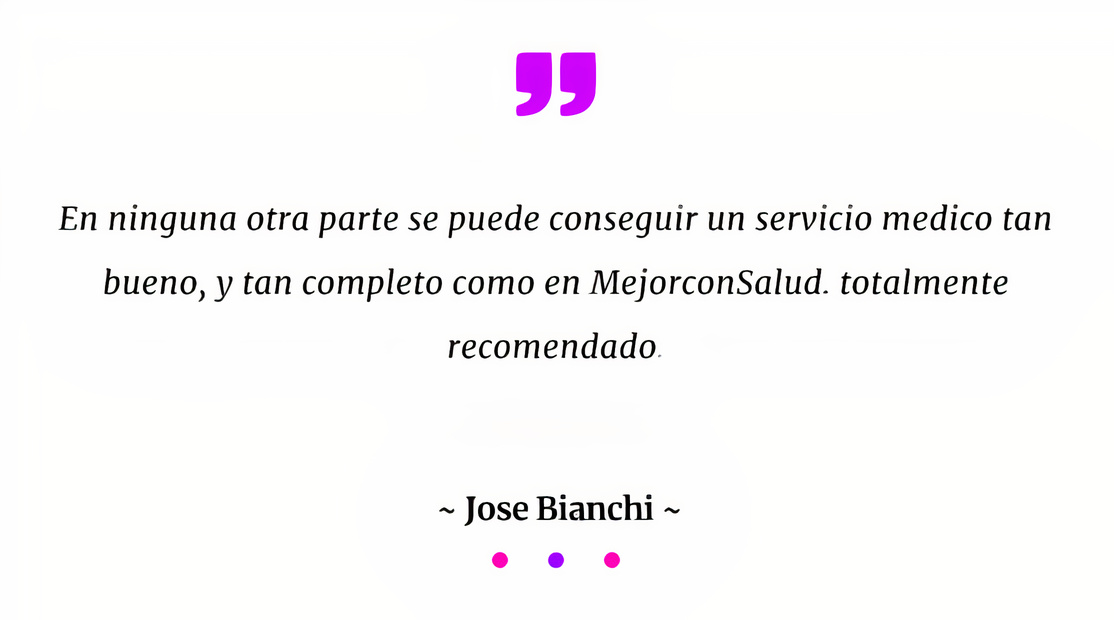 ”
En ninguna otra parte se puede conseguir un servicio medico tan
bueno, y tan completo como en MejorconSalud. totalmente
recomendado.
~ Jose Bianchi ~